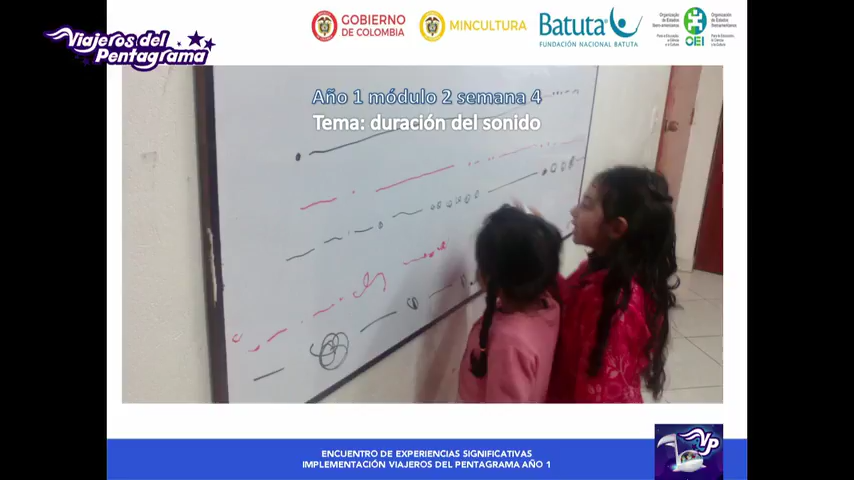 Viajeros del
Pentagrama
GOBIERNO
DE COLOMBIA
MINCULTURA
Batuta
FUNDACIÓN NACIONAL BATUTA
OEI
Año 1 módulo 2 semana 4
Tema: duración del sonido
ENCUENTRO DE EXPERIENCIAS SIGNIFICATIVAS
IMPLEMENTACIÓN VIAJEROS DEL PENTAGRAMA AÑO 1
VP